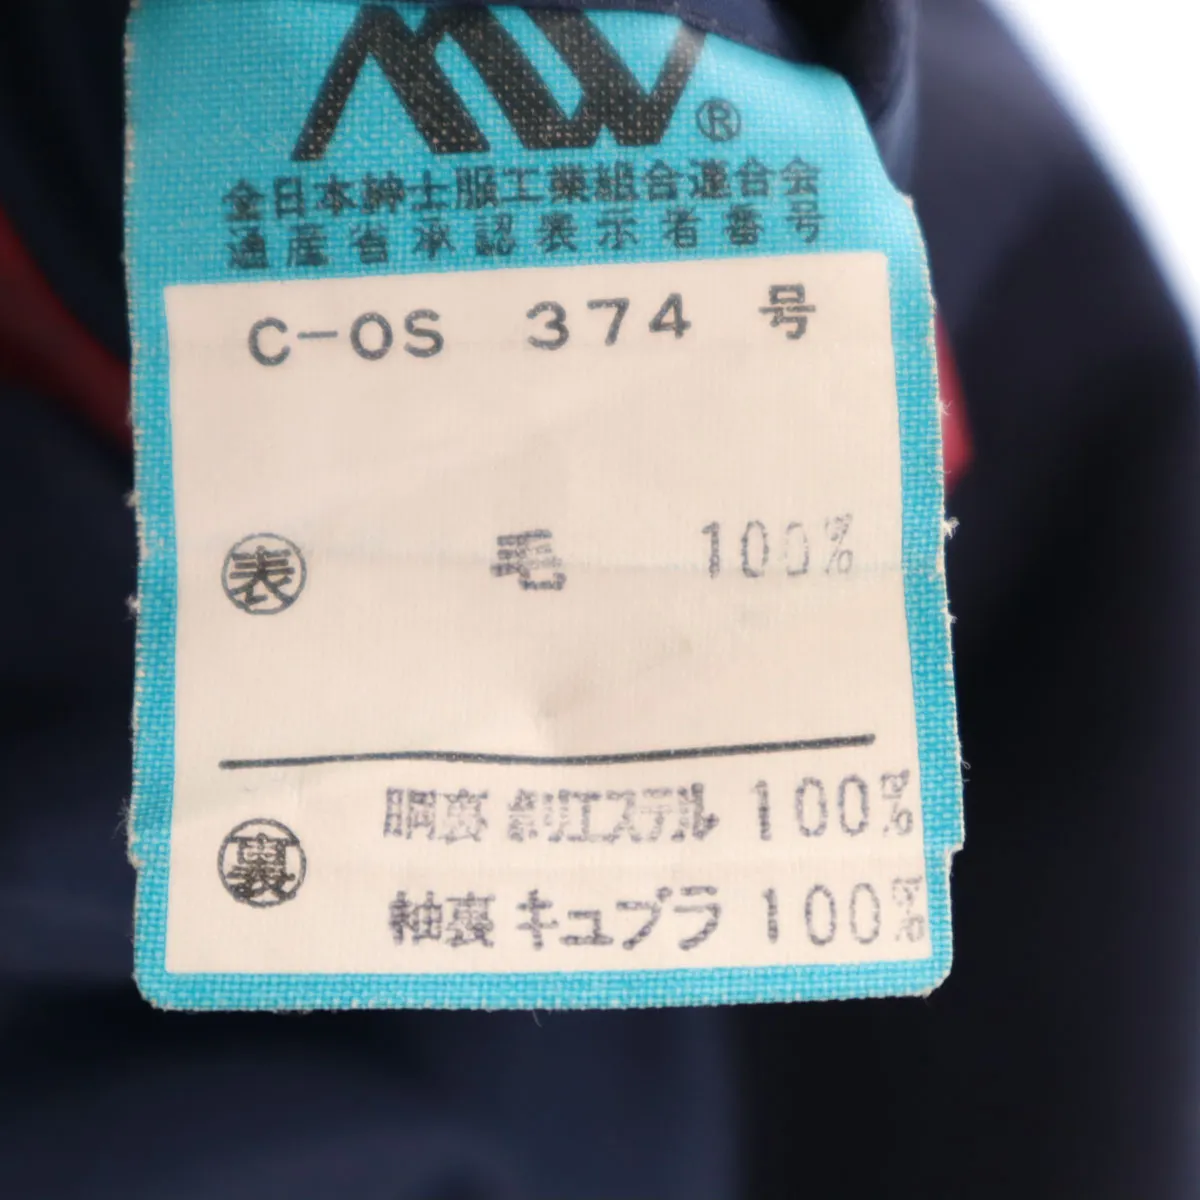 MW®
全日本紳士服工業組合連合会
通産省承認表示者番号
C-OS 374 号
表 毛 100%
裏 胴裏 ポリエステル 100%
袖裏 キュプラ 100%